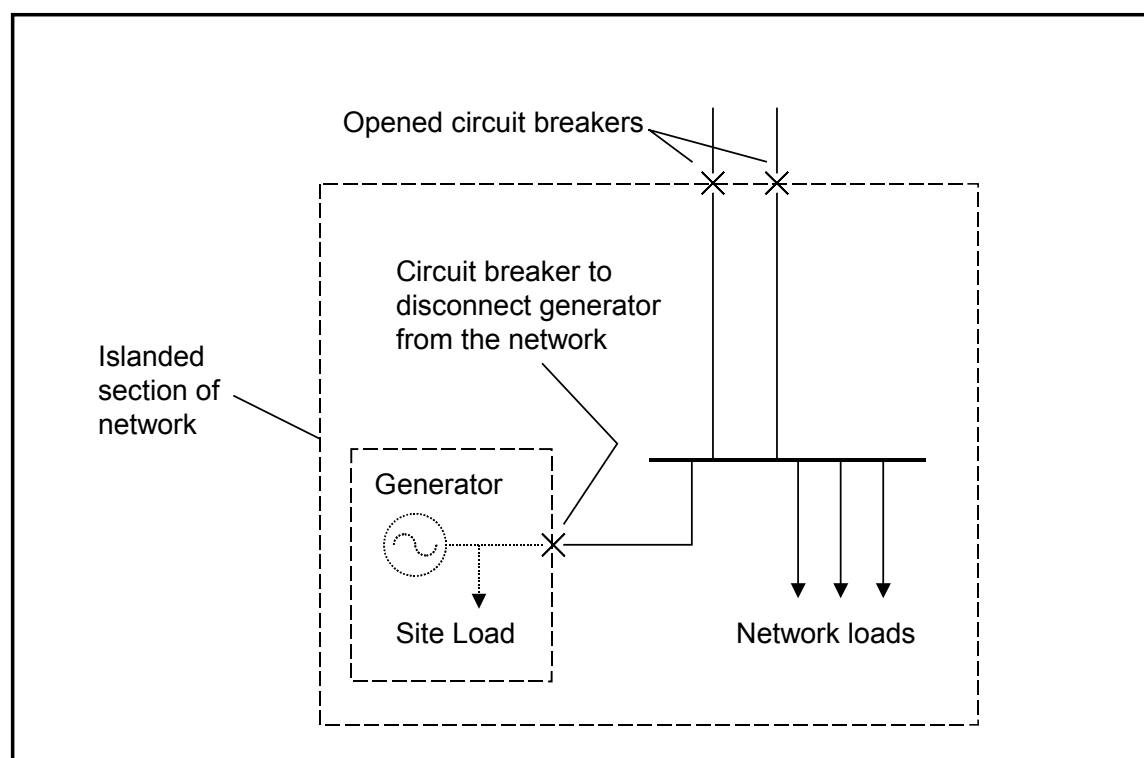 Opened circuit breakers
Circuit breaker to
disconnect generator
from the network
Islanded
section of
network
Generator
Site Load
Network loads